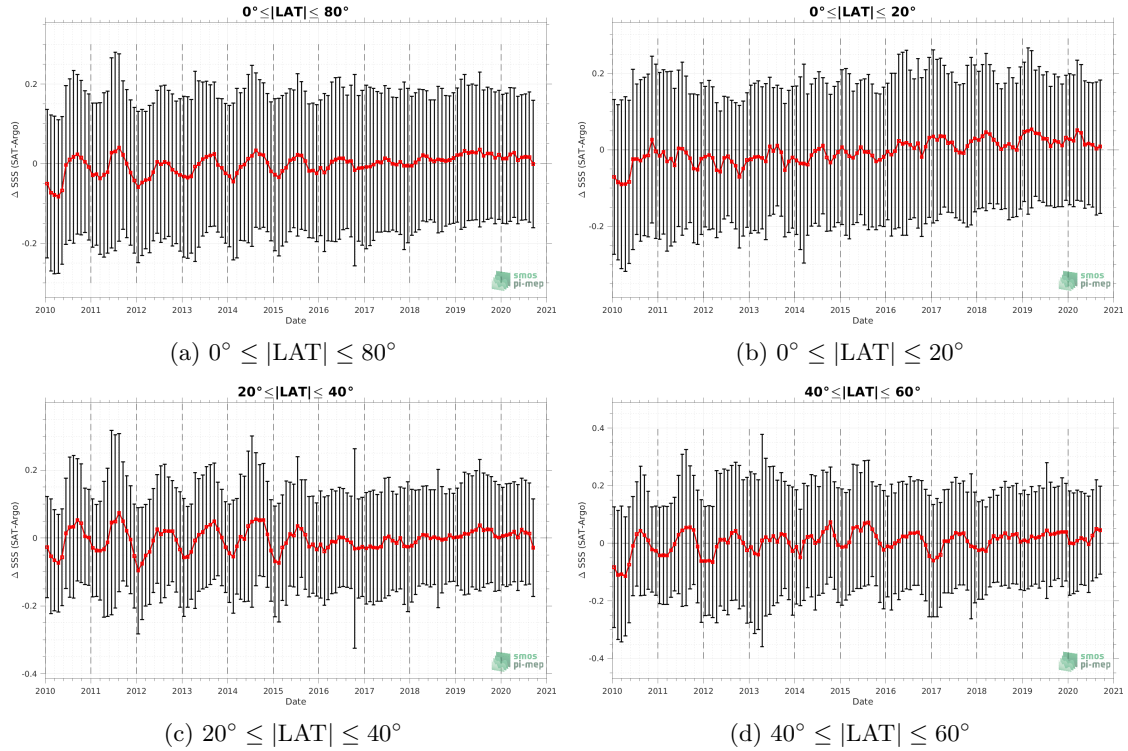 0°≤|LAT|≤ 80°
Δ SSS (SAT-Argo)
0.2
0
-0.2
2010 2011 2012 2013 2014 2015 2016 2017 2018 2019 2020 2021
Date
smos
pi-mep
(a) 0° ≤ |LAT| ≤ 80°
0°≤|LAT|≤ 20°
Δ SSS (SAT-Argo)
0.2
0
-0.2
2010 2011 2012 2013 2014 2015 2016 2017 2018 2019 2020 2021
Date
smos
pi-mep
(b) 0° ≤ |LAT| ≤ 20°
20°≤|LAT|≤ 40°
Δ SSS (SAT-Argo)
0.2
0
-0.2
-0.4
2010 2011 2012 2013 2014 2015 2016 2017 2018 2019 2020 2021
Date
smos
pi-mep
(c) 20° ≤ |LAT| ≤ 40°
40°≤|LAT|≤ 60°
Δ SSS (SAT-Argo)
0.4
0.2
0
-0.2
-0.4
2010 2011 2012 2013 2014 2015 2016 2017 2018 2019 2020 2021
Date
smos
pi-mep
(d) 40° ≤ |LAT| ≤ 60°